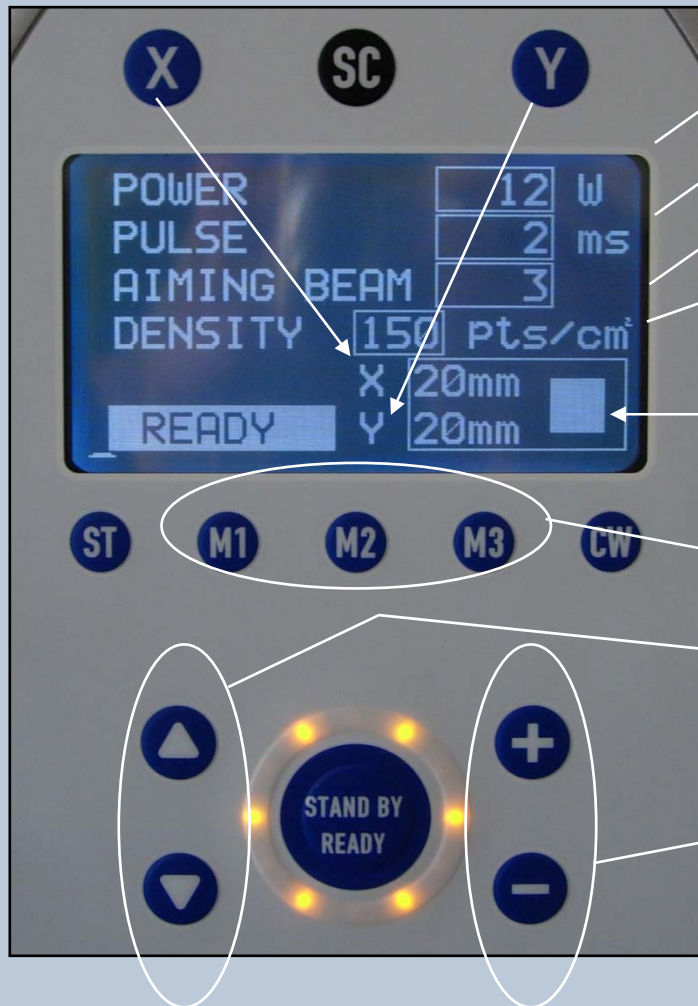 X SC Y
POWER 12 W
PULSE 2 ms
AIMING BEAM 3
DENSITY 150 pts/cm²
X 20mm
READY Y 20mm
ST M1 M2 M3 CW
+
STAND BY
READY
-